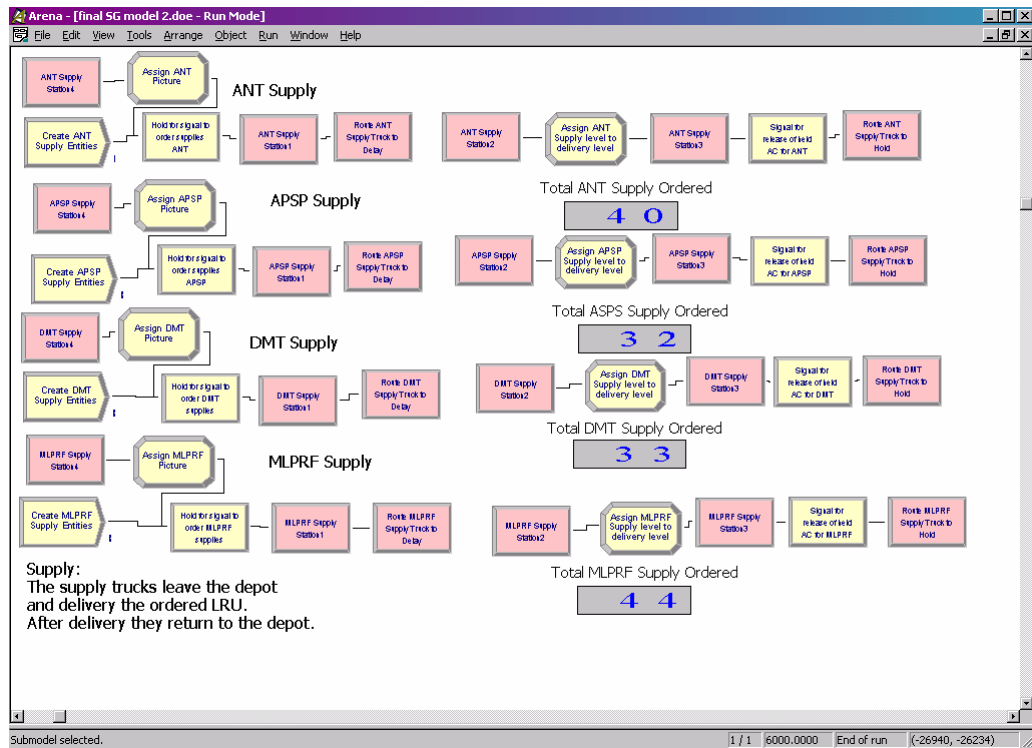 Arena - [final SG model 2.doe - Run Mode]
File Edit View Tools Arrange Object Run Window Help
ANT Supply
Station4
Assign ANT
Picture
ANT Supply
Create ANT
Supply Entities
Hold for signal to
order supplies
ANT
ANT Supply
Station1
Route ANT
Supply Truck to
Delay
ANT Supply
Station2
Assign ANT
Supply level to
delivery level
ANT Supply
Station3
Signal for
release of held
AC for ANT
Route ANT
Supply Truck to
Hold
Total ANT Supply Ordered
4 0
APSP Supply
Station4
Assign APSP
Picture
APSP Supply
Create APSP
Supply Entities
Hold for signal to
order supplies
APSP
APSP Supply
Station1
Route APSP
Supply Truck to
Delay
APSP Supply
Station2
Assign APSP
Supply level to
delivery level
APSP Supply
Station3
Signal for
release of held
AC for APSP
Route APSP
Supply Truck to
Hold
Total ASPS Supply Ordered
3 2
DMT Supply
Station4
Assign DMT
Picture
DMT Supply
Create DMT
Supply Entities
Hold for signal to
order DMT
supplies
DMT Supply
Station1
Route DMT
Supply Truck to
Delay
DMT Supply
Station2
Assign DMT
Supply level to
delivery level
DMT Supply
Station3
Signal for
release of held
AC for DMT
Route DMT
Supply Truck to
Hold
Total DMT Supply Ordered
3 3
MLPRF Supply
Station4
Assign MLPRF
Picture
MLPRF Supply
Create MLPRF
Supply Entities
Hold for signal to
order MLPRF
supplies
MLPRF Supply
Station1
Route MLPRF
Supply Truck to
Delay
MLPRF Supply
Station2
Assign MLPRF
Supply level to
delivery level
MLPRF Supply
Station3
Signal for
release of held
AC for MLPRF
Route MLPRF
Supply Truck to
Hold
Total MLPRF Supply Ordered
4 4
Supply:
The supply trucks leave the depot
and delivery the ordered LRU.
After delivery they return to the depot.
Submodel selected.
1 / 1
6000.0000
End of run
(-26940, -26234)